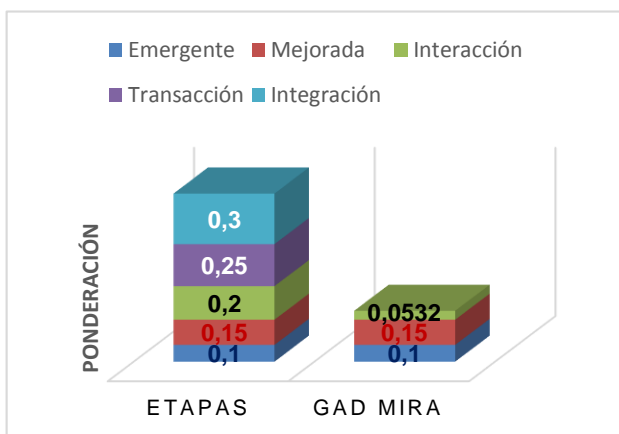 Emergente Mejorada Interacción
Transacción Integración
PONDERACIÓN
0,3
0,25
0,2
0,15
0,1
0,0532
0,15
0,1
ETAPAS GAD MIRA